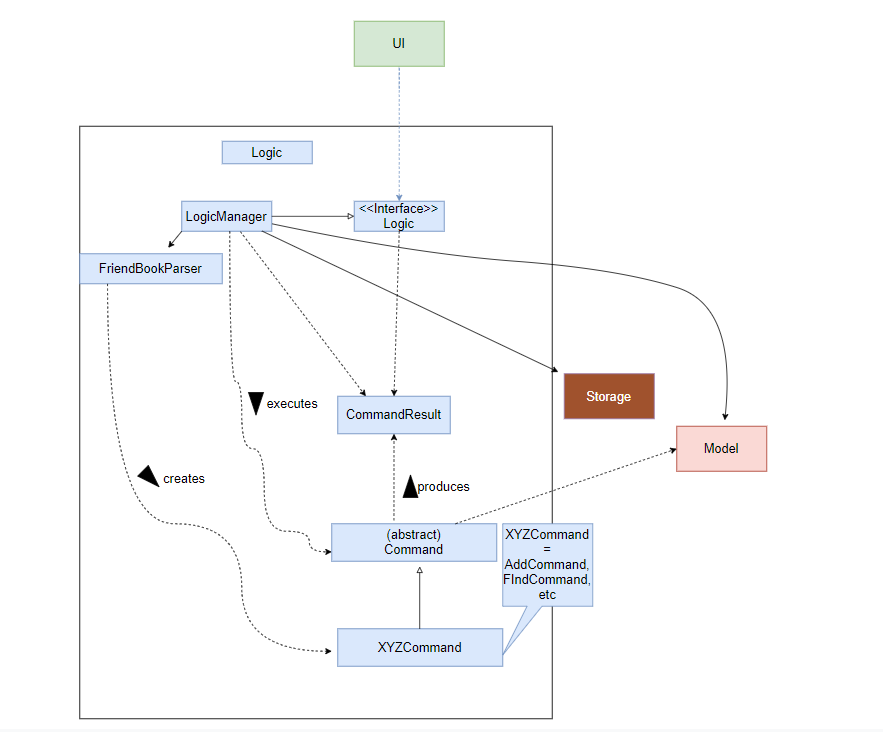 UI
Logic
LogicManager
<<Interface>>
Logic
FriendBookParser
executes
CommandResult
Storage
Model
creates
produces
(abstract)
Command
XYZCommand
=
AddCommand,
FIndCommand,
etc
XYZCommand